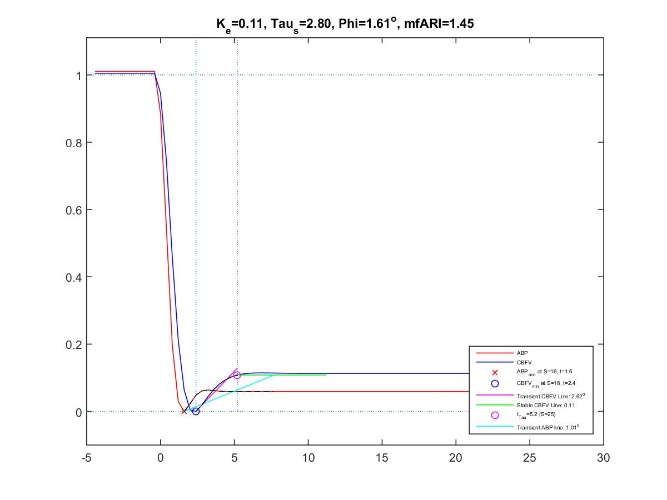 K_e=0.11, Tau_s=2.80, Phi=1.61°, mfARI=1.45
1
0.8
0.6
0.4
0.2
0
-5 0 5 10 15 20 25 30
ABP
CBFV
ABP_min at S=16, t=1.6
CBFV_min at S=18, t=2.4
Transient CBFV Line: 2.62°
Stable CBFV Line: 0.11
=5.2 (S=25)
Transient ABP line: 1.01°